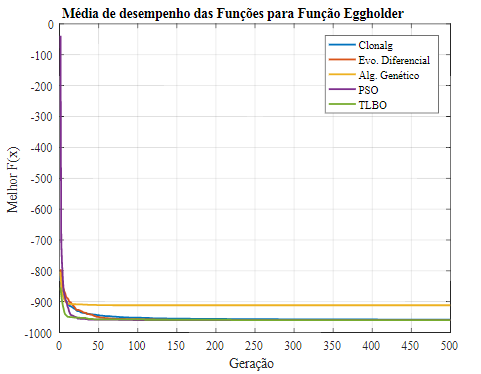 Média de desempenho das Funções para Função Eggholder
Clonalg
Evo. Diferencial
Alg. Genético
PSO
TLBO
0
-100
-200
-300
-400
-500
-600
-700
-800
-900
-1000
Melhor F(x)
0 50 100 150 200 250 300 350 400 450 500
Geração